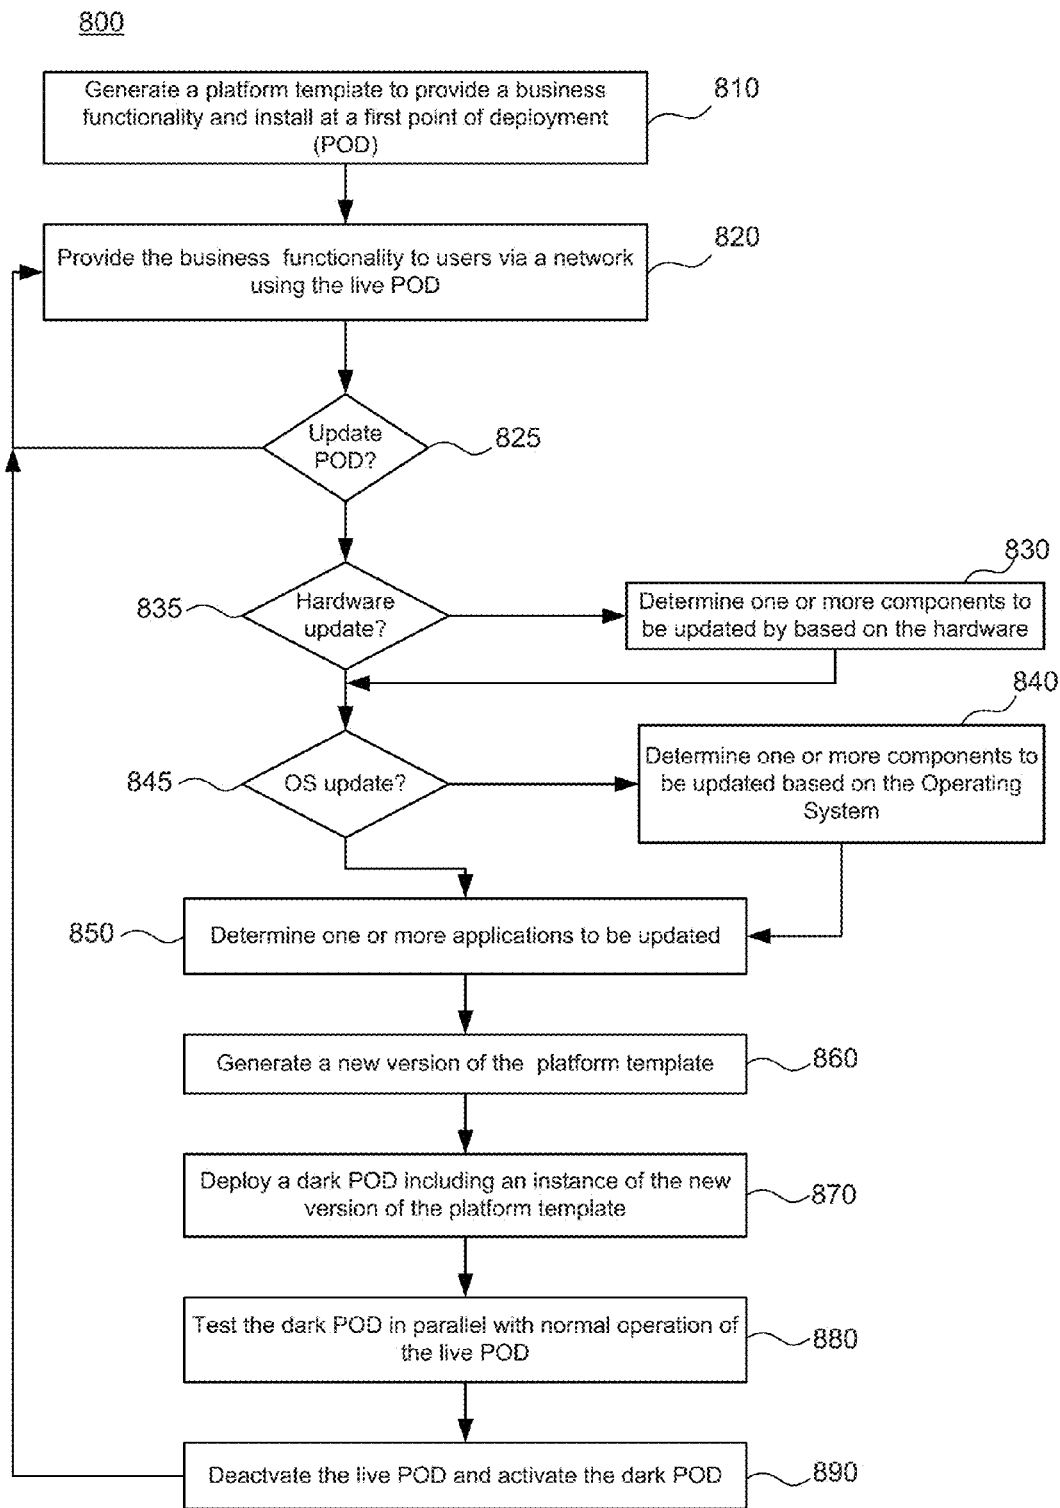 800
Generate a platform template to provide a business
functionality and install at a first point of deployment
(POD)
810
Provide the business functionality to users via a network
using the live POD
820
Update
POD?
825
Hardware
update?
835
Determine one or more components to
be updated by based on the hardware
830
OS update?
845
Determine one or more components to
be updated based on the Operating
System
840
Determine one or more applications to be updated
850
Generate a new version of the platform template
860
Deploy a dark POD including an instance of the new
version of the platform template
870
Test the dark POD in parallel with normal operation of
the live POD
880
Deactvate the live POD and activate the dark POD
890